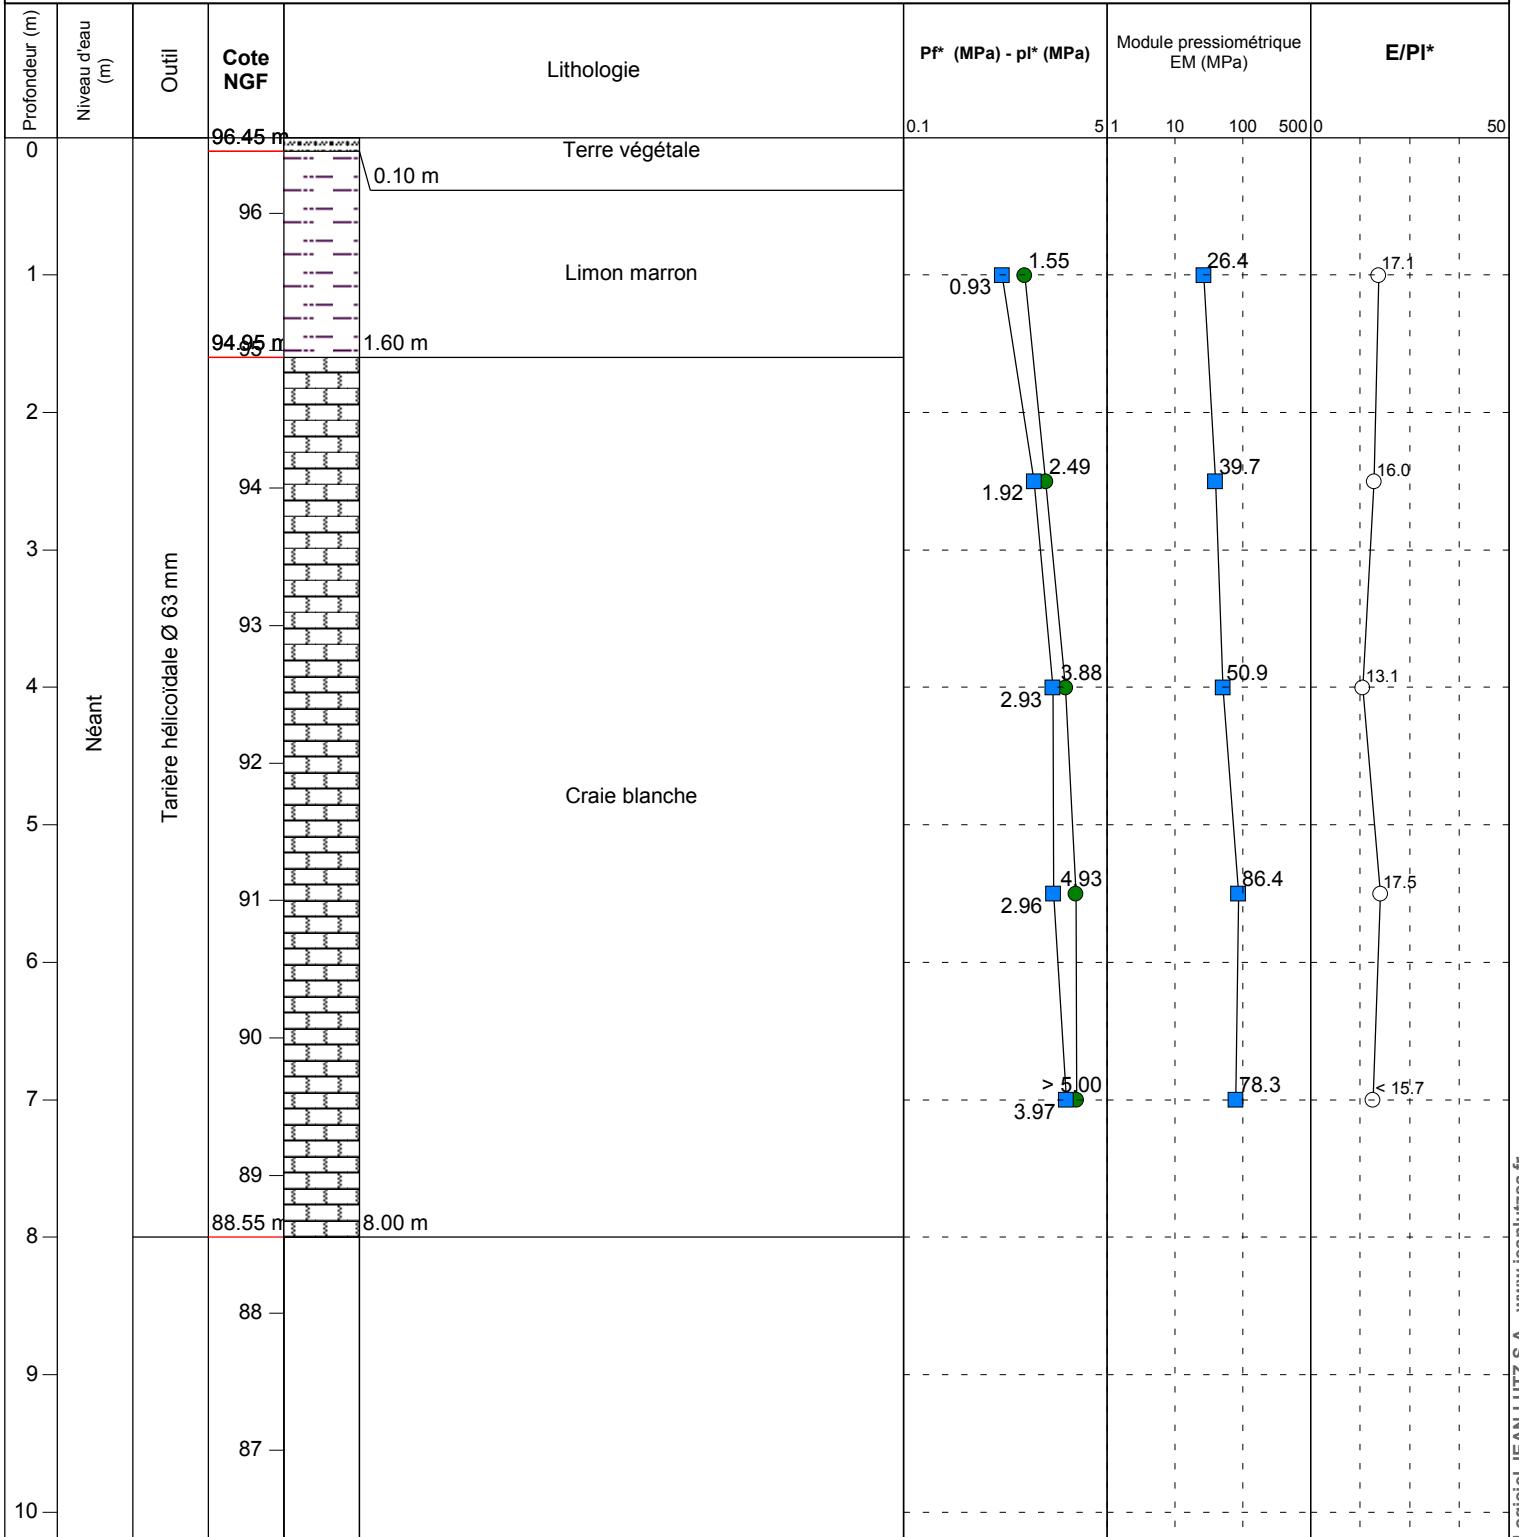 Profondeur (m)
Niveau d'eau
(m)
Outil
Cote
NGF
Lithologie
Pf* (MPa) - pl* (MPa)
Module pressiométrique
EM (MPa)
E/Pl*
0.1 5 1 10 100 500 0 50
96.45 m
0
Terre végétale
0.10 m
96
1
Limon marron
0.93
1.55
26.4
17.1
94.95 m
95
1.60 m
2
94
1.92
2.49
39.7
16.0
3
93
4
2.93
3.88
50.9
13.1
Néant
Tarière hélicoïdale Ø 63 mm
92
Craie blanche
5
91
2.96
4.93
86.4
17.5
6
90
7
> 5.00
3.97
78.3
< 15.7
89
88.55 m
8.00 m
8
88
9
87
10
JEAN LUTZ S.A - www.jeanlutzsa.fr